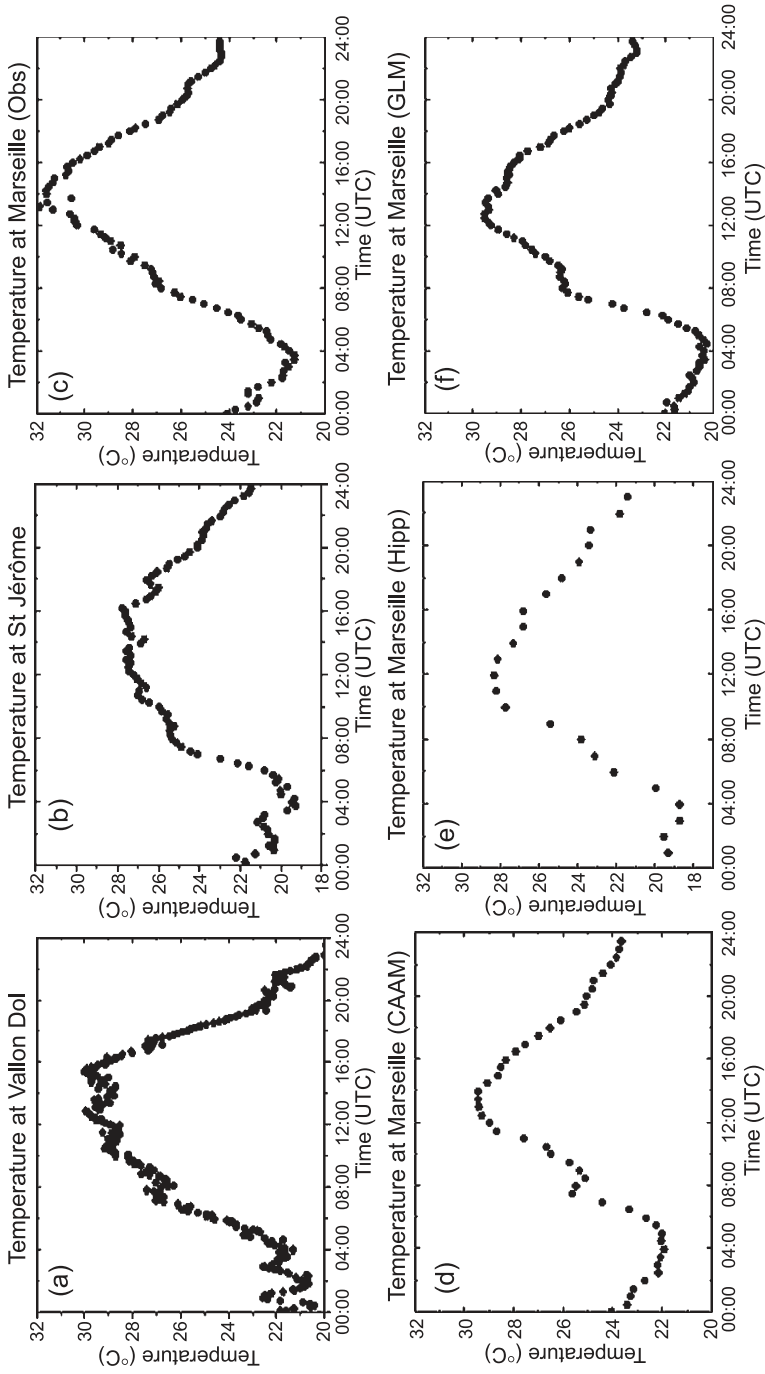 Temperature at Vallon Dol
(a)
32
30
28
26
24
22
20
Temperature (°C)
00:00 04:00 08:00 12:00 16:00 20:00 24:00
Time (UTC)
Temperature at St Jérôme
(b)
32
30
28
26
24
22
20
18
Temperature (°C)
00:00 04:00 08:00 12:00 16:00 20:00 24:00
Time (UTC)
Temperature at Marseille (Obs)
(c)
32
30
28
26
24
22
20
Temperature (°C)
00:00 04:00 08:00 12:00 16:00 20:00 24:00
Time (UTC)
Temperature at Marseille (CAAM)
(d)
32
30
28
26
24
22
20
Temperature (°C)
00:00 04:00 08:00 12:00 16:00 20:00 24:00
Time (UTC)
Temperature at Marseille (Hipp)
(e)
32
30
28
26
24
22
20
18
Temperature (°C)
00:00 04:00 08:00 12:00 16:00 20:00 24:00
Time (UTC)
Temperature at Marseille (GLM)
(f)
32
30
28
26
24
22
20
Temperature (°C)
00:00 04:00 08:00 12:00 16:00 20:00 24:00
Time (UTC)